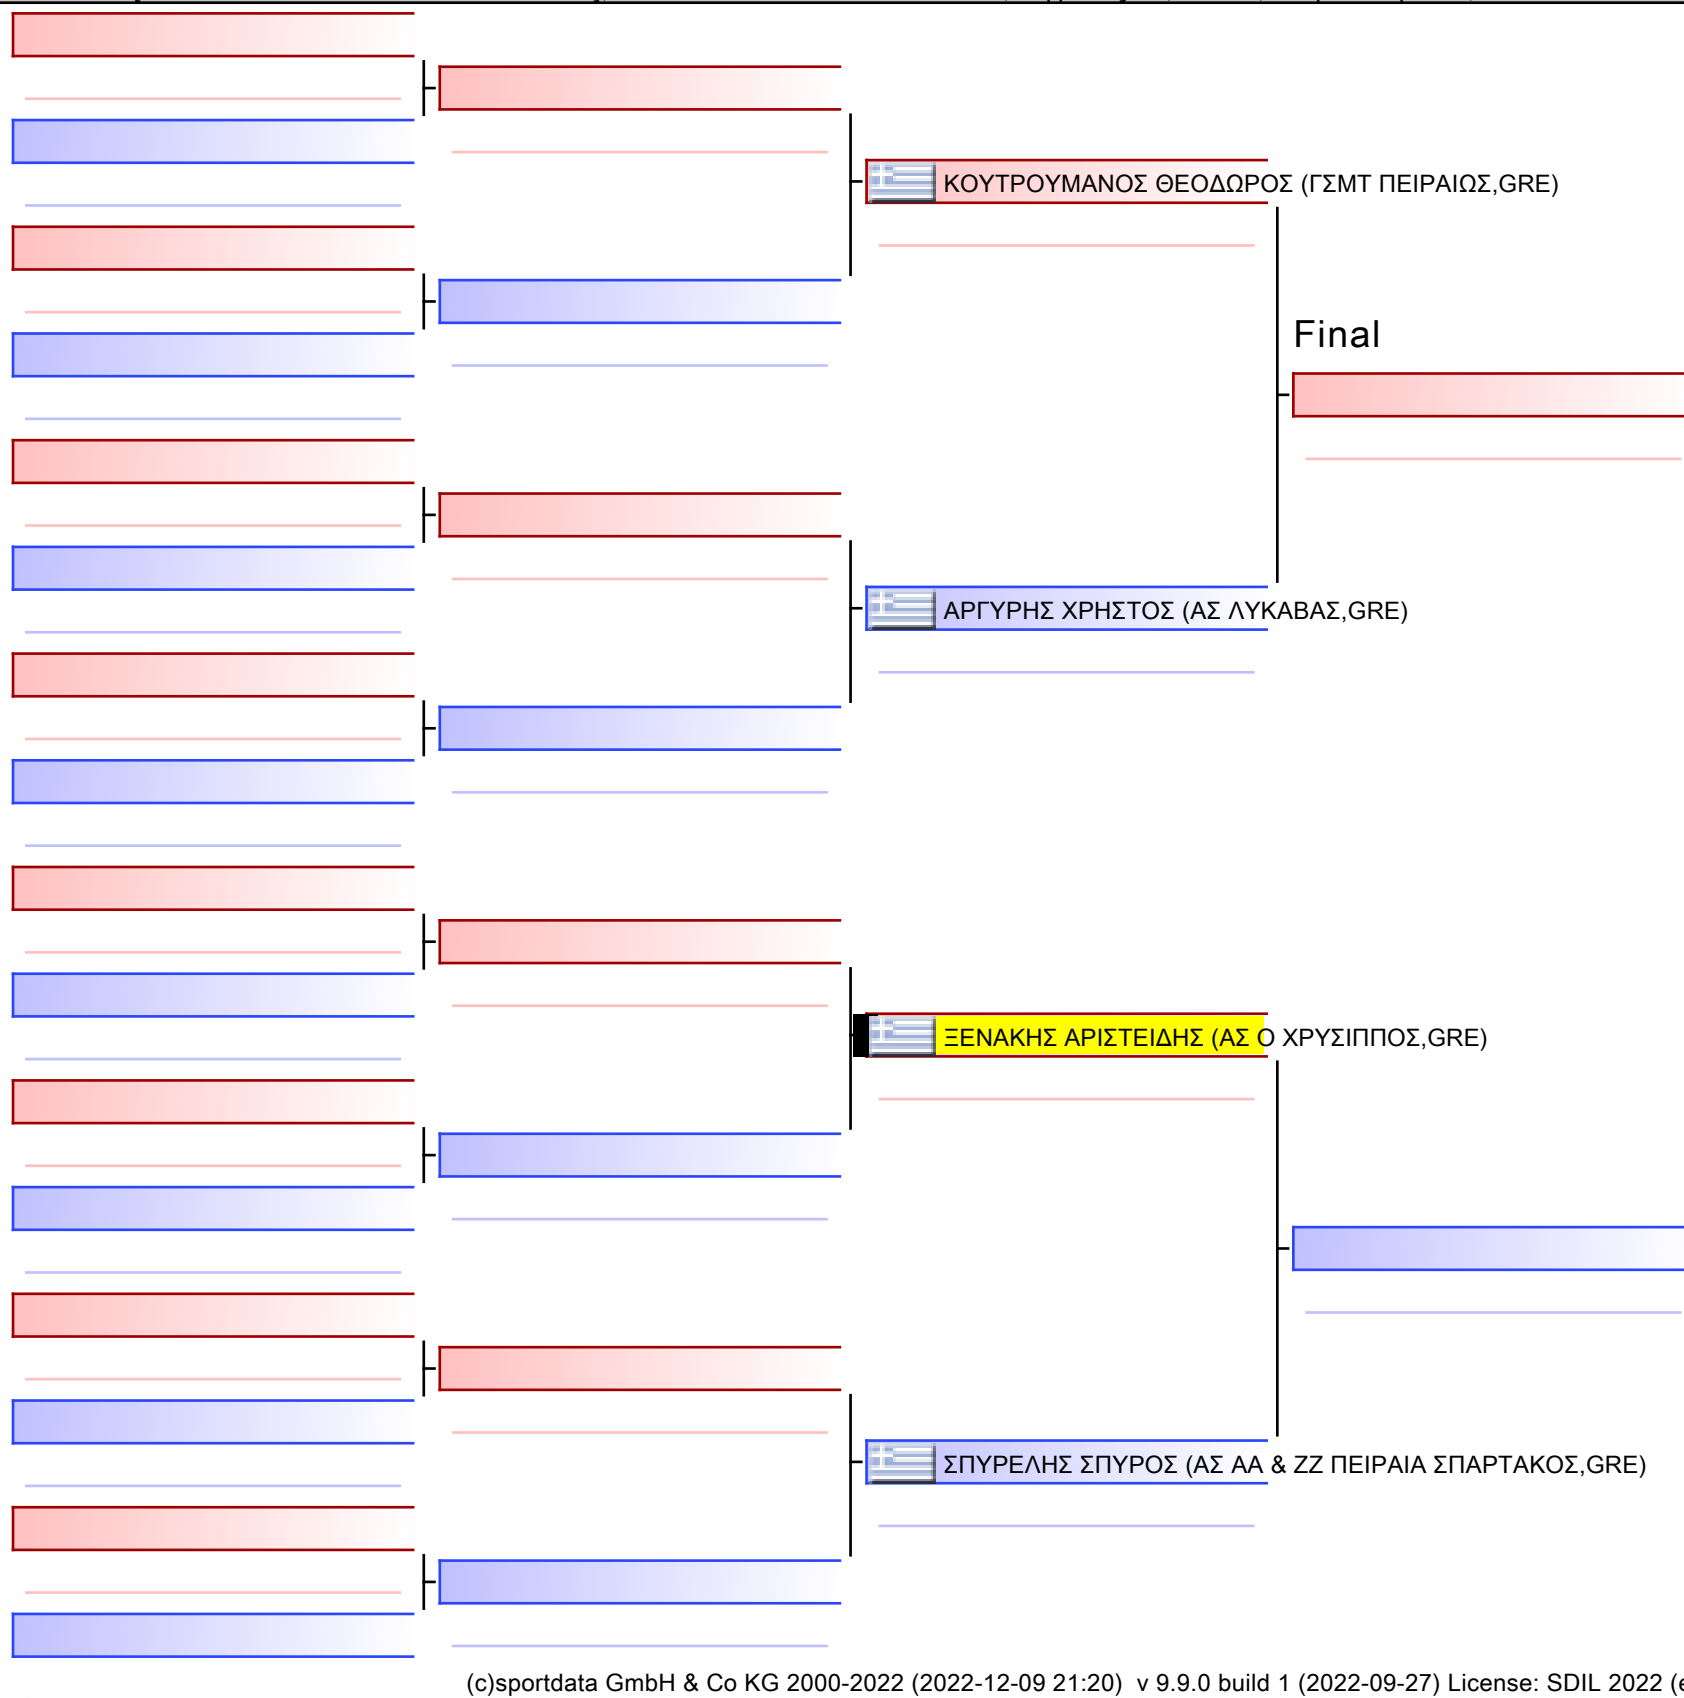 ΚΟΥΤΡΟΥΜΑΝΟΣ ΘΕΟΔΩΡΟΣ (ΓΣΜΤ ΠΕΙΡΑΙΩΣ,GRE)
Final
ΑΡΓΥΡΗΣ ΧΡΗΣΤΟΣ (ΑΣ ΛΥΚΑΒΑΣ,GRE)
ΞΕΝΑΚΗΣ ΑΡΙΣΤΕΙΔΗΣ (ΑΣ Ο ΧΡΥΣΙΠΠΟΣ,GRE)
ΣΠΥΡΕΛΗΣ ΣΠΥΡΟΣ (ΑΣ ΑΑ & ΖΖ ΠΕΙΡΑΙΑ ΣΠΑΡΤΑΚΟΣ,GRE)
(c)sportdata GmbH & Co KG 2000-2022 (2022-12-09 21:20) v 9.9.0 build 1 (2022-09-27) License: SDIL 2022 (e